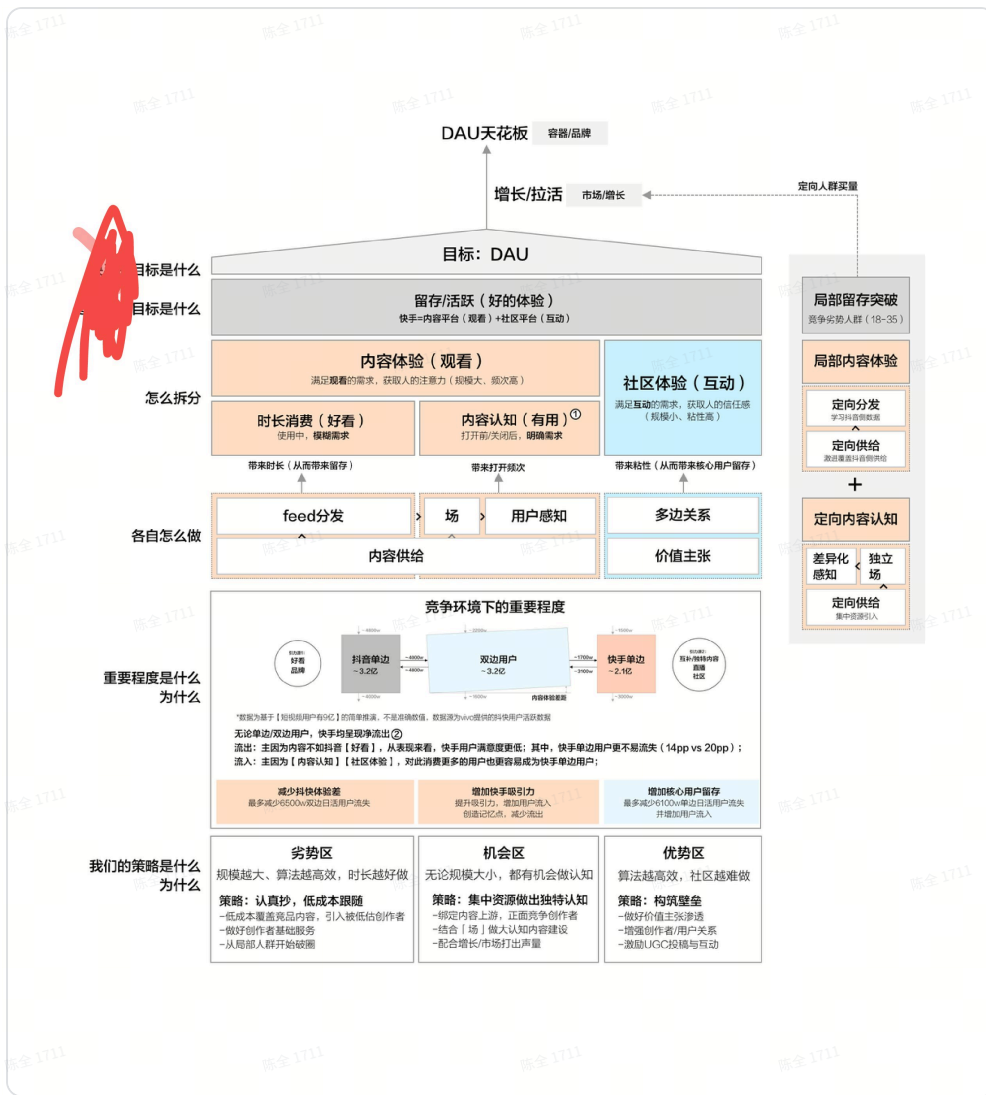 DAU天花板 容器/品牌
增长/拉活 市场/增长
定向人群买量
目标：DAU
目标是什么
目标是什么
留存/活跃（好的体验）
快手=内容平台（观看）+社区平台（互动）
怎么拆分
内容体验（观看）
满足观看的需求，获取人的注意力（规模大、频次高）
时长消费（好看）
使用中，模糊需求
内容认知（有用）①
打开前/关闭后，明确需求
社区体验（互动）
满足互动的需求，获取人的信任感
（规模小、粘性高）
带来时长（从而带来留存）
带来打开频次
带来粘性（从而带来核心用户留存）
各自怎么做
feed分发
场
用户感知
内容供给
多边关系
价值主张
局部留存突破
竞争劣势人群（18-35）
局部内容体验
定向分发
学习抖音侧数据
定向供给
激进覆盖抖音侧供给
+
定向内容认知
差异化
感知
独立
场
定向供给
集中资源引入
重要程度是什么
为什么
竞争环境下的重要程度
好看
品牌
抖音单边
~3.2亿
双边用户
~3.2亿
快手单边
~2.1亿
互补/独特内容
直播
社区
内容体验差距
*数据为基于【短视频用户有9亿】的简单推演，不是准确数值，数据源为vivo提供的抖快用户活跃数据
无论单边/双边用户，快手均呈现净流出②
流出：主因为内容不如抖音【好看】，从表现来看，快手用户满意度更低；其中，快手单边用户更不易流失（14pp vs 20pp）；
流入：主因为【内容认知】【社区体验】，对此消费更多的用户也更容易成为快手单边用户；
减少抖快体验差
最多减少6500w双边日活用户流失
增加快手吸引力
提升吸引力，增加用户流入
创造记忆点，减少流出
增加核心用户留存
最多减少6100w单边日活用户流失
并增加用户流入
我们的策略是什么
为什么
劣势区
规模越大、算法越高效，时长越好做
策略：认真抄，低成本跟随
-低成本覆盖竞品内容，引入被低估创作者
-做好创作者基础服务
-从局部人群开始破圈
机会区
无论规模大小，都有机会做认知
策略：集中资源做出独特认知
-绑定内容上游，正面竞争创作者
-结合「场」做大认知内容建设
-配合增长/市场打出声量
优势区
算法越高效，社区越难做
策略：构筑壁垒
-做好价值主张渗透
-增强创作者/用户关系
-激励UGC投稿与互动
陈全 1711